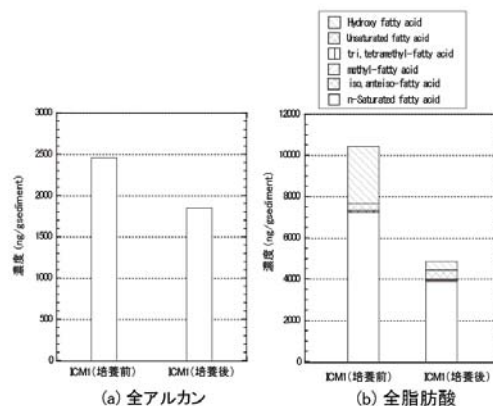 Hydroxy fatty acid
Unsaturated fatty acid
tri, tetramethyl-fatty acid
methyl-fatty acid
iso, anteiso-fatty acid
n-Saturated fatty acid
3000
2500
2000
1500
1000
500
0
濃度 (ng/gsediment)
ICM1(培養前)
ICM1(培養後)
(a) 全アルカン
12000
10000
8000
6000
4000
2000
0
濃度 (ng/gsediment)
ICM1(培養前)
ICM1(培養後)
(b) 全脂肪酸